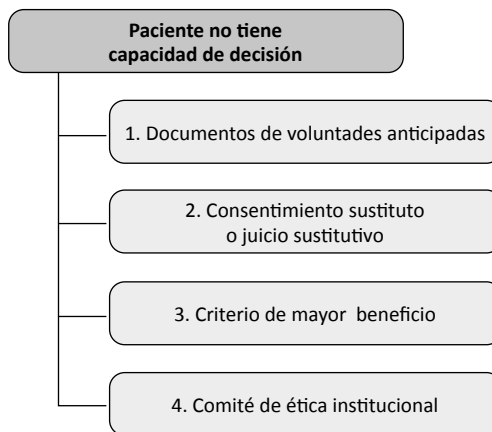 Paciente no tiene
capacidad de decisión
1. Documentos de voluntades anticipadas
2. Consentimiento sustituto
o juicio sustitutivo
3. Criterio de mayor beneficio
4. Comité de ética institucional